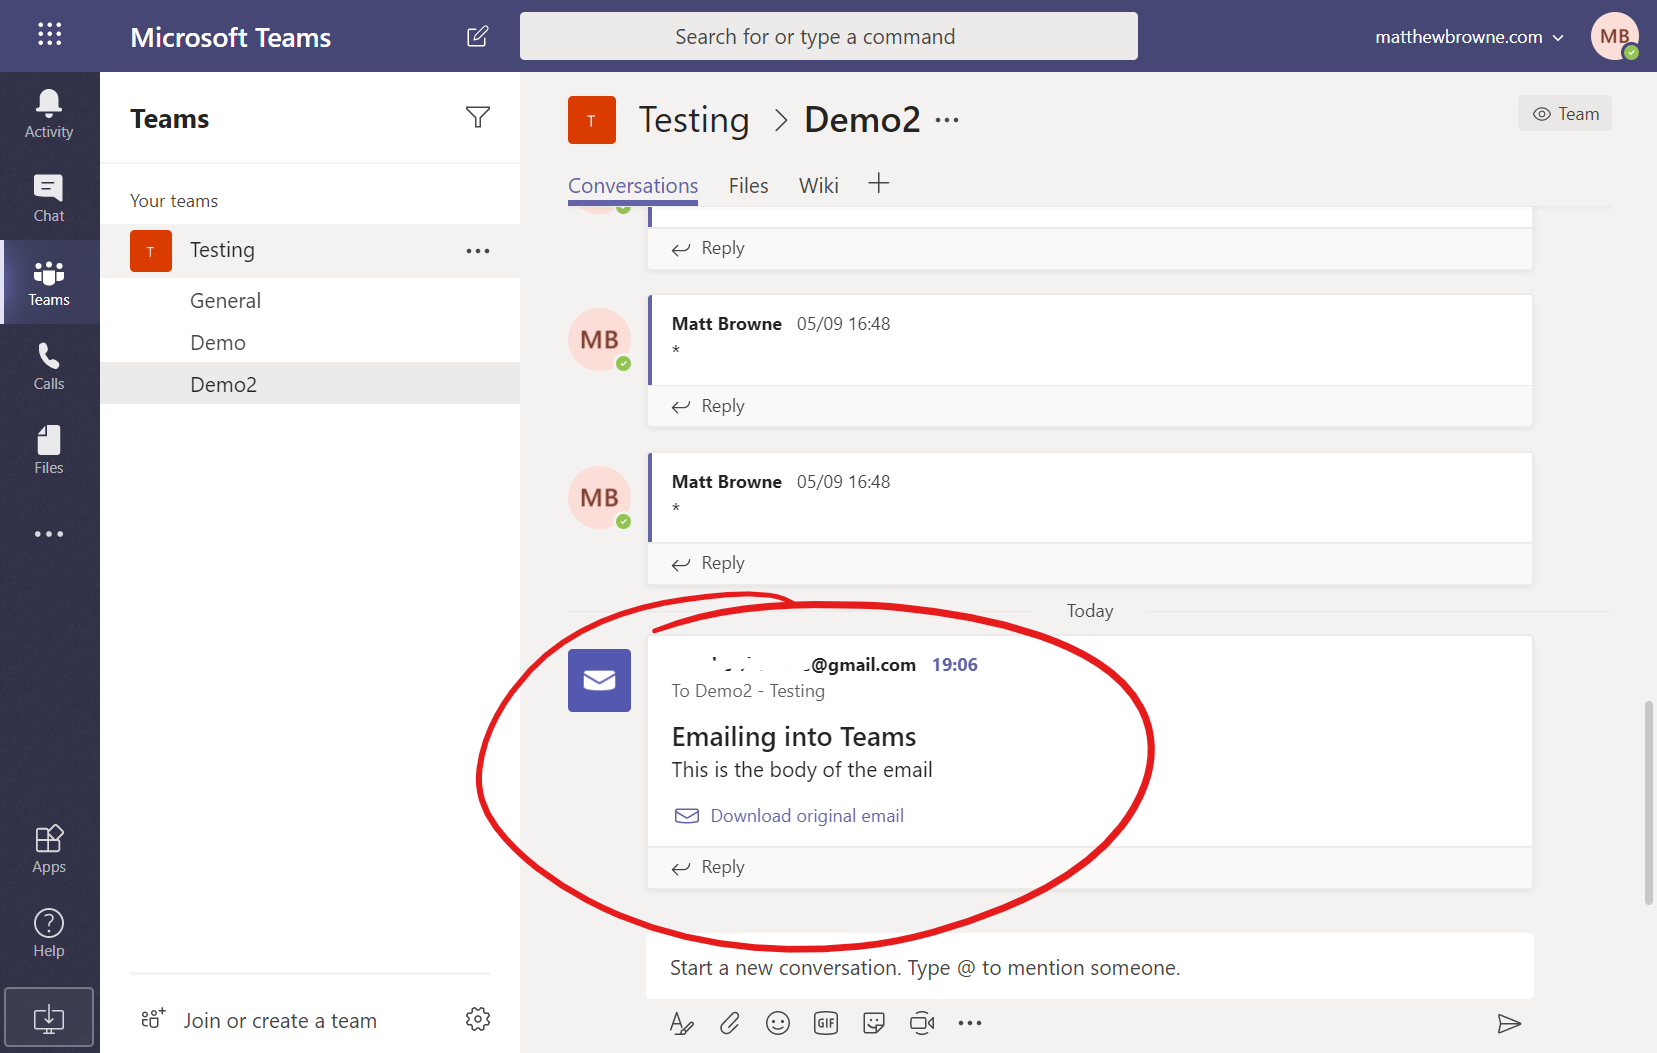 Microsoft Teams
Search for or type a command
matthewbrowne.com
MB
Activity
Chat
Teams
Calls
Files
Apps
Help
Teams
Your teams
T
Testing
General
Demo
Demo2
Join or create a team
T
Testing > Demo2
Team
Conversations
Files
Wiki
Reply
MB
Matt Browne 05/09 16:48
*
Reply
MB
Matt Browne 05/09 16:48
*
Reply
Today
@gmail.com 19:06
To Demo2 - Testing
Emailing into Teams
This is the body of the email
Download original email
Reply
Start a new conversation. Type @ to mention someone.
GIF